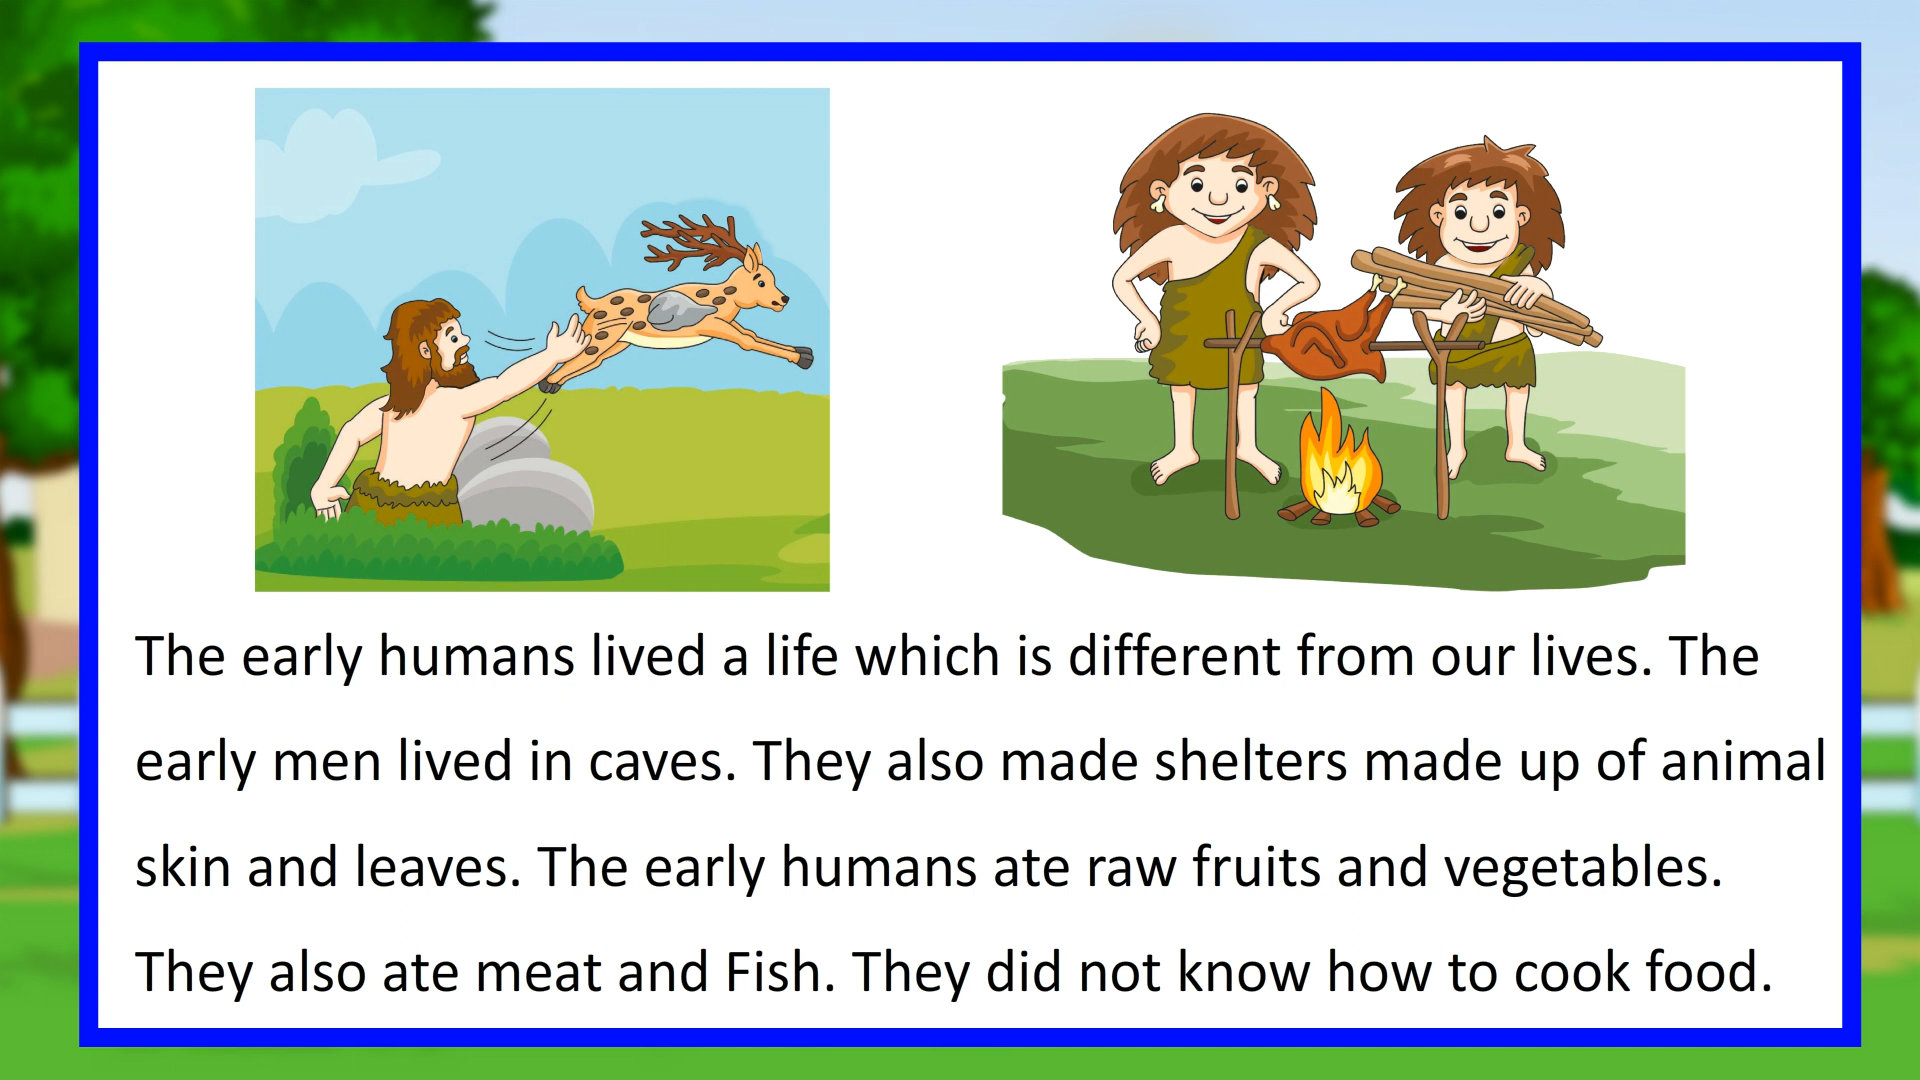 The early humans lived a life which is different from our lives. The
early men lived in caves. They also made shelters made up of animal
skin and leaves. The early humans ate raw fruits and vegetables.
They also ate meat and Fish. They did not know how to cook food.